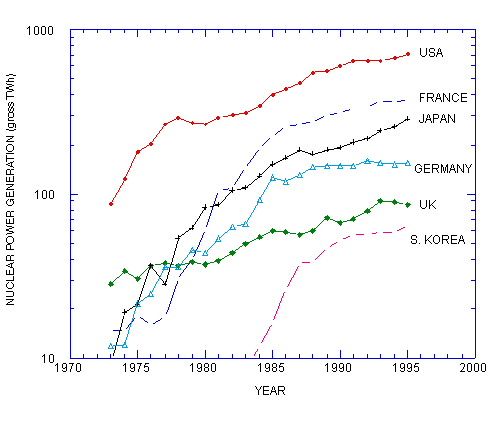 1000
USA
FRANCE
JAPAN
GERMANY
UK
S. KOREA
100
10
NUCLEAR POWER GENERATION (gross TWh)
1970 1975 1980 1985 1990 1995 2000
YEAR